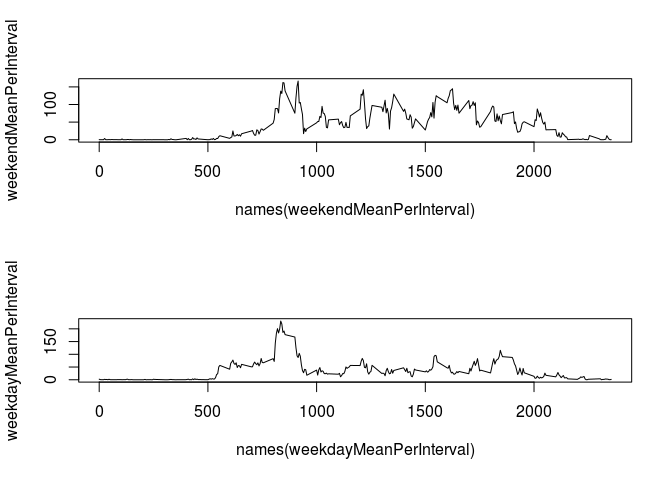 weekendMeanPerInterval
100
0
0 500 1000 1500 2000
names(weekendMeanPerInterval)
weekdayMeanPerInterval
150
0
0 500 1000 1500 2000
names(weekdayMeanPerInterval)